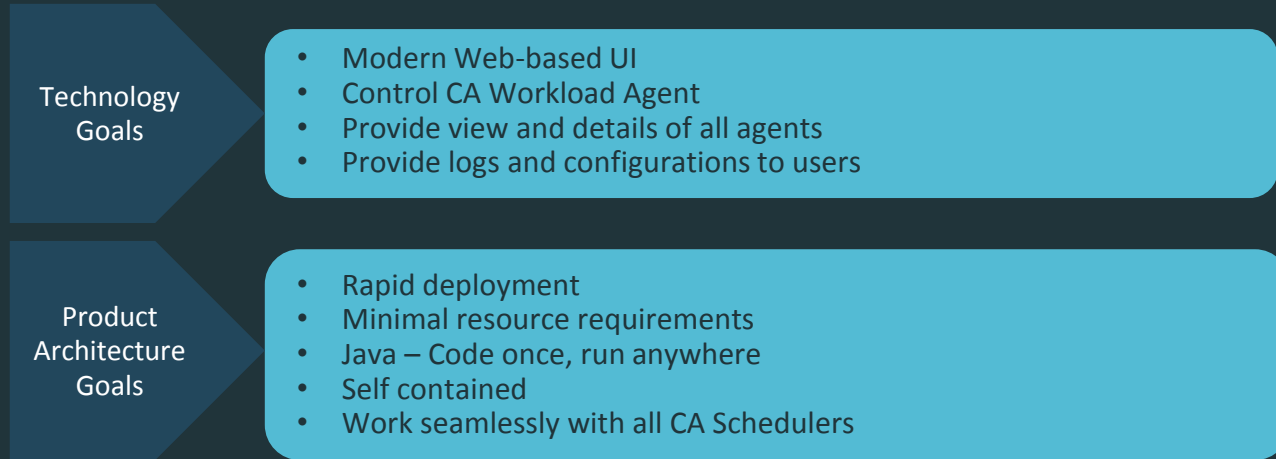 Technology
Goals
• Modern Web-based UI
• Control CA Workload Agent
• Provide view and details of all agents
• Provide logs and configurations to users
Product
Architecture
Goals
• Rapid deployment
• Minimal resource requirements
• Java – Code once, run anywhere
• Self contained
• Work seamlessly with all CA Schedulers